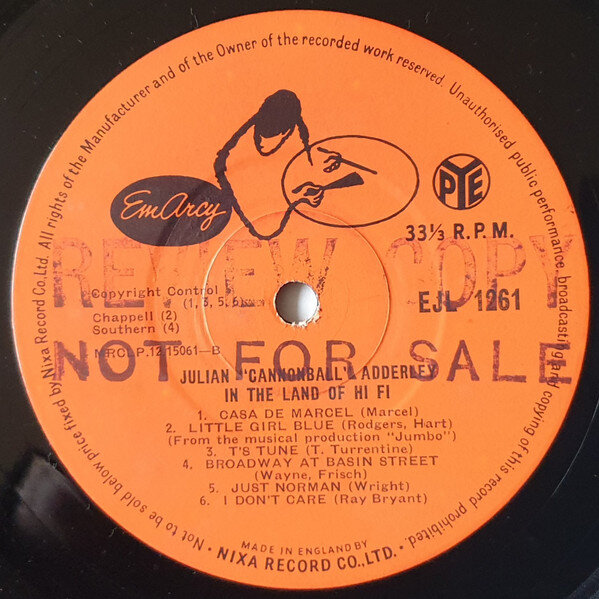 Not to be sold below price fixed by Nixa Record Co. Ltd. All rights of the Manufacturer and of the Owner of the recorded work reserved. Unauthorised public performance, broadcasting and copying of this record prohibited.
EmArcy
PYE
33⅓ R.P.M.
REVIEW COPY
Copyright Control
(1, 3, 5, 6)
Chappell (2)
Southern (4)
EJL 1261
MRCLP.12.15061—B
NOT FOR SALE
JULIAN "CANNONBALL" ADDERLEY
IN THE LAND OF HI FI
1. CASA DE MARCEL (Marcel)
2. LITTLE GIRL BLUE (Rodgers, Hart)
(From the musical production "Jumbo")
3. T'S TUNE (T. Turrentine)
4. BROADWAY AT BASIN STREET
(Wayne, Frisch)
5. JUST NORMAN (Wright)
6. I DON'T CARE (Ray Bryant)
MADE IN ENGLAND BY
• NIXA RECORD CO., LTD. •